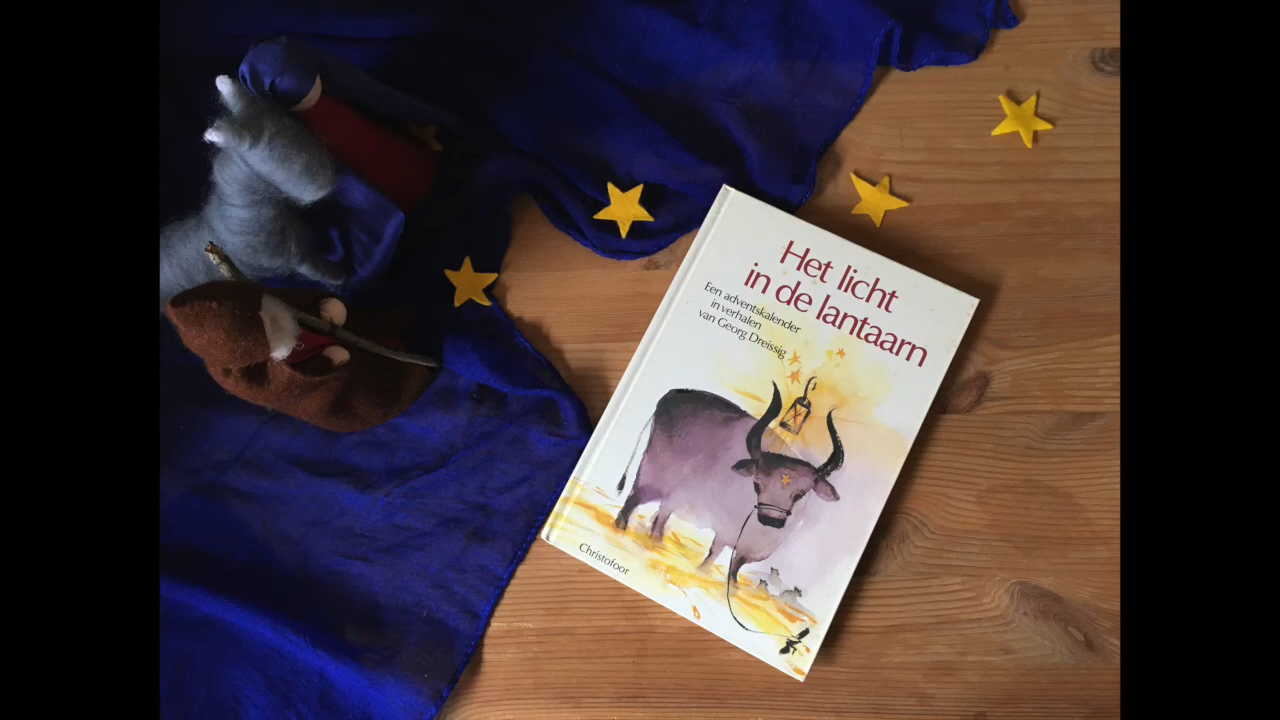 Het licht
in de lantaarn
Een adventskalender
in verhalen
van Georg Dreissig
Christofoor